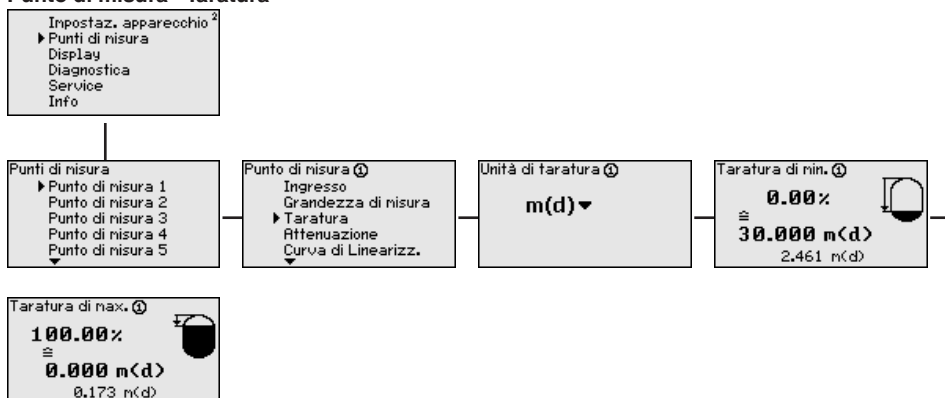 Punto di misura - Taratura
Impostaz. apparecchio 2
Punti di misura
Display
Diagnostica
Service
Info
Punti di misura
Punto di misura 1
Punto di misura 2
Punto di misura 3
Punto di misura 4
Punto di misura 5
Punto di misura ①
Ingresso
Grandezza di misura
Taratura
Attenuazione
Curva di Linearizz.
Unità di taratura ①
m(d)▼
Taratura di min. ①
0.00%
≙
30.000 m(d)
2.461 m(d)
Taratura di max. ①
100.00%
≙
0.000 m(d)
0.173 m(d)